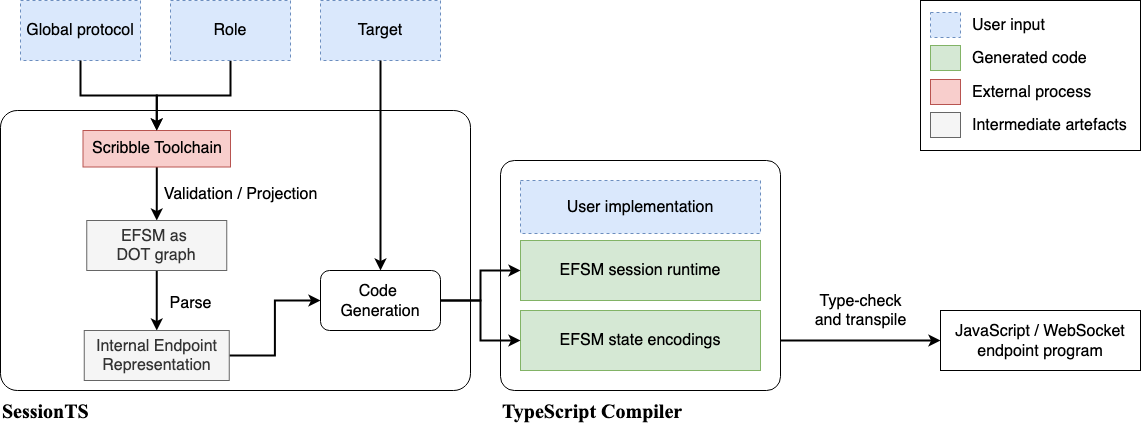 Global protocol
Role
Target
User input
Generated code
External process
Intermediate artefacts
Scribble Toolchain
Validation / Projection
EFSM as
DOT graph
Parse
Internal Endpoint
Representation
Code
Generation
SessionTS
User implementation
EFSM session runtime
EFSM state encodings
TypeScript Compiler
Type-check
and transpile
JavaScript / WebSocket
endpoint program